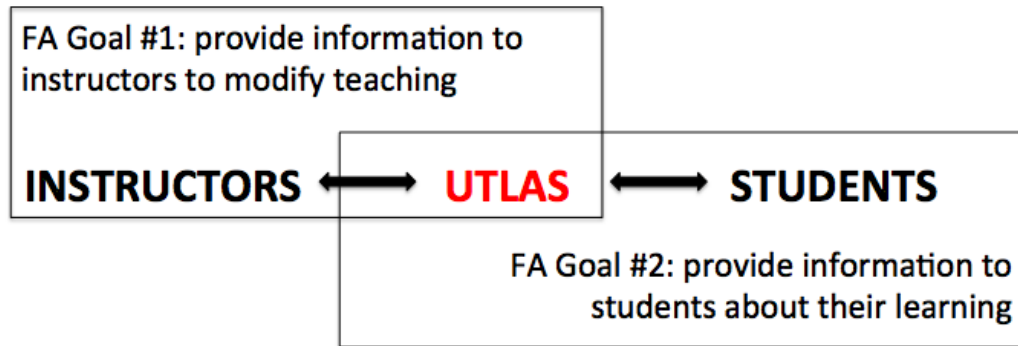 FA Goal #1: provide information to
instructors to modify teaching
INSTRUCTORS UTLAS STUDENTS
FA Goal #2: provide information to
students about their learning